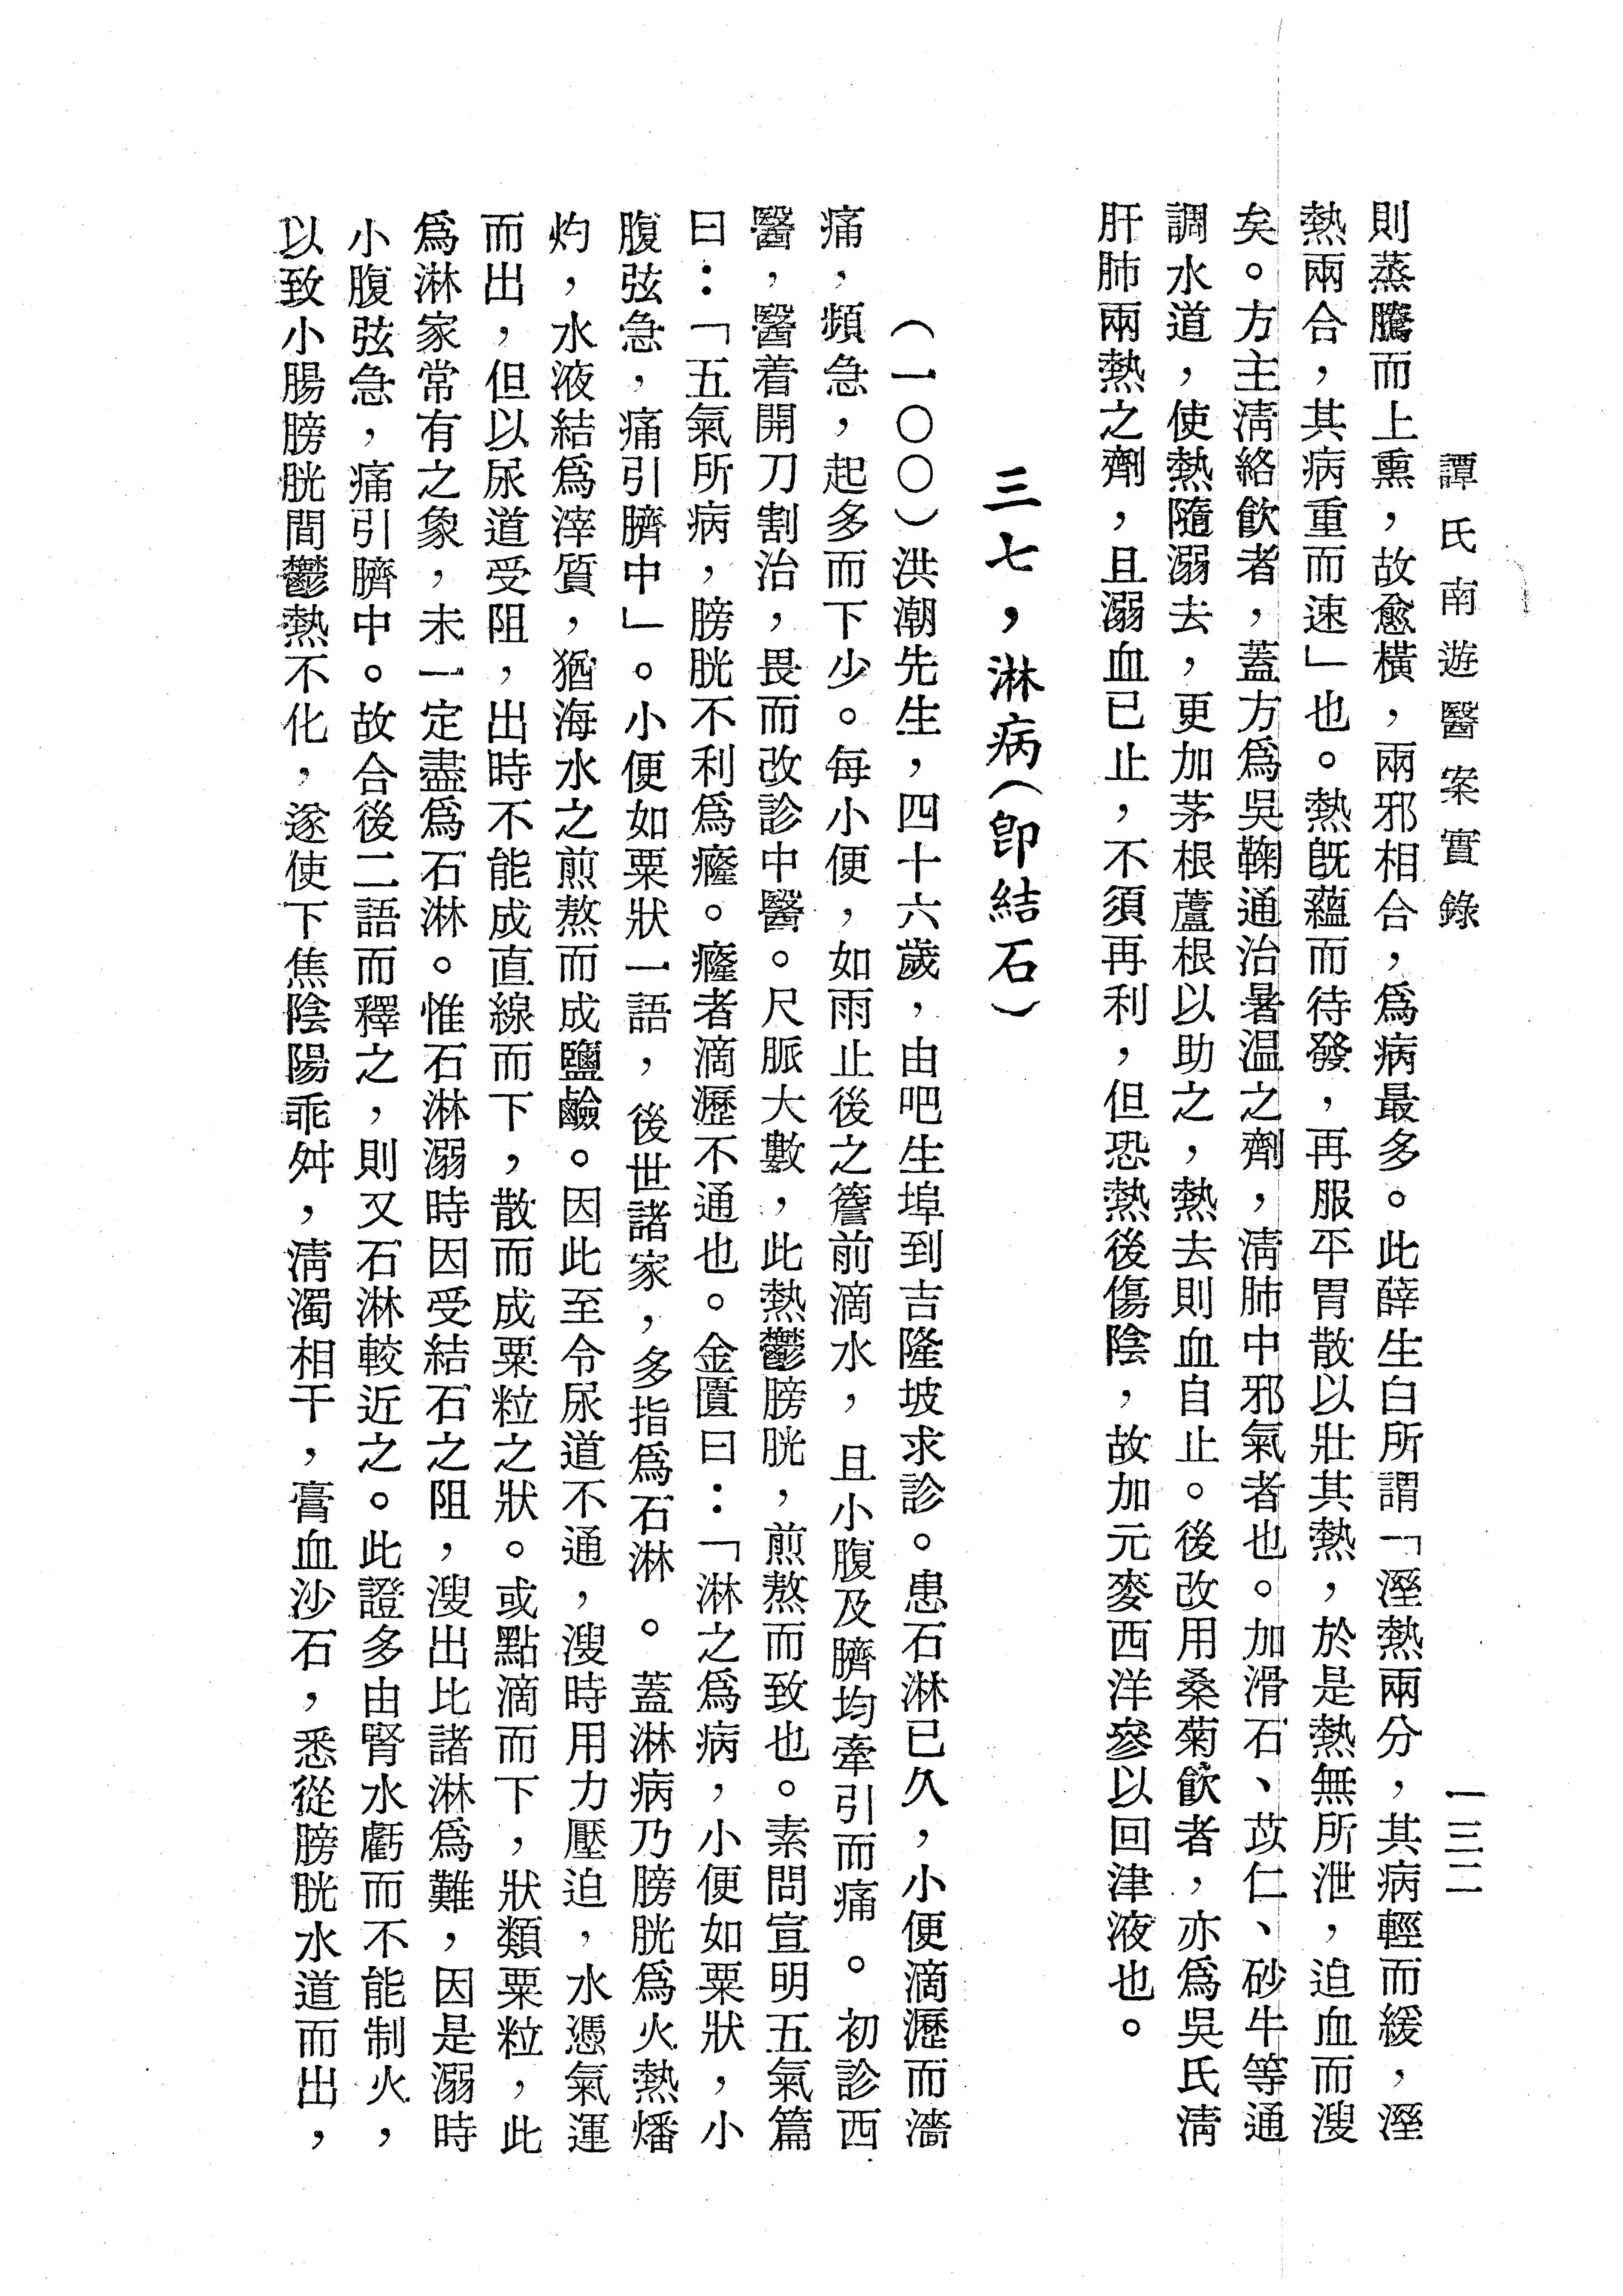 譚氏南遊醫案實錄
一三二
則蒸騰而上熏，故愈橫，兩邪相合，爲病最多。此薛生白所謂「溼熱兩分，其病輕而緩，溼
熱兩合，其病重而速」也。熱旣蘊而待發，再服平胃散以壯其熱，於是熱無所泄，迫血而溲
矣。方主淸絡飮者，蓋方爲吳鞠通治暑温之劑，淸肺中邪氣者也。加滑石、苡仁、砂牛等通
調水道，使熱隨溺去，更加茅根蘆根以助之，熱去則血自止。後改用桑菊飮者，亦爲吳氏淸
肝肺兩熱之劑，且溺血已止，不須再利，但恐熱後傷陰，故加元麥西洋參以回津液也。
三七，淋病（卽結石）
（一〇〇）洪潮先生，四十六歲，由吧生埠到吉隆坡求診。患石淋已久，小便滴瀝而濇
痛，頻急，起多而下少。每小便，如雨止後之簷前滴水，且小腹及臍均牽引而痛。初診西
醫，醫着開刀割治，畏而改診中醫。尺脈大數，此熱鬱膀胱，煎熬而致也。素問宣明五氣篇
曰：「五氣所病，膀胱不利爲癃。癃者滴瀝不通也。金匱曰：「淋之爲病，小便如粟狀，小
腹弦急，痛引臍中」。小便如粟狀一語，後世諸家，多指爲石淋。蓋淋病乃膀胱爲火熱燔
灼，水液結爲滓質，猶海水之煎熬而成鹽鹼。因此至令尿道不通，溲時用力壓迫，水憑氣運
而出，但以尿道受阻，出時不能成直線而下，散而成粟粒之狀。或點滴而下，狀類粟粒，此
爲淋家常有之象，未一定盡爲石淋。惟石淋溺時因受結石之阻，溲出比諸淋爲難，因是溺時
小腹弦急，痛引臍中。故合後二語而釋之，則又石淋較近之。此證多由腎水虧而不能制火，
以致小腸膀胱間鬱熱不化，遂使下焦陰陽乖舛，淸濁相干，膏血沙石，悉從膀胱水道而出，